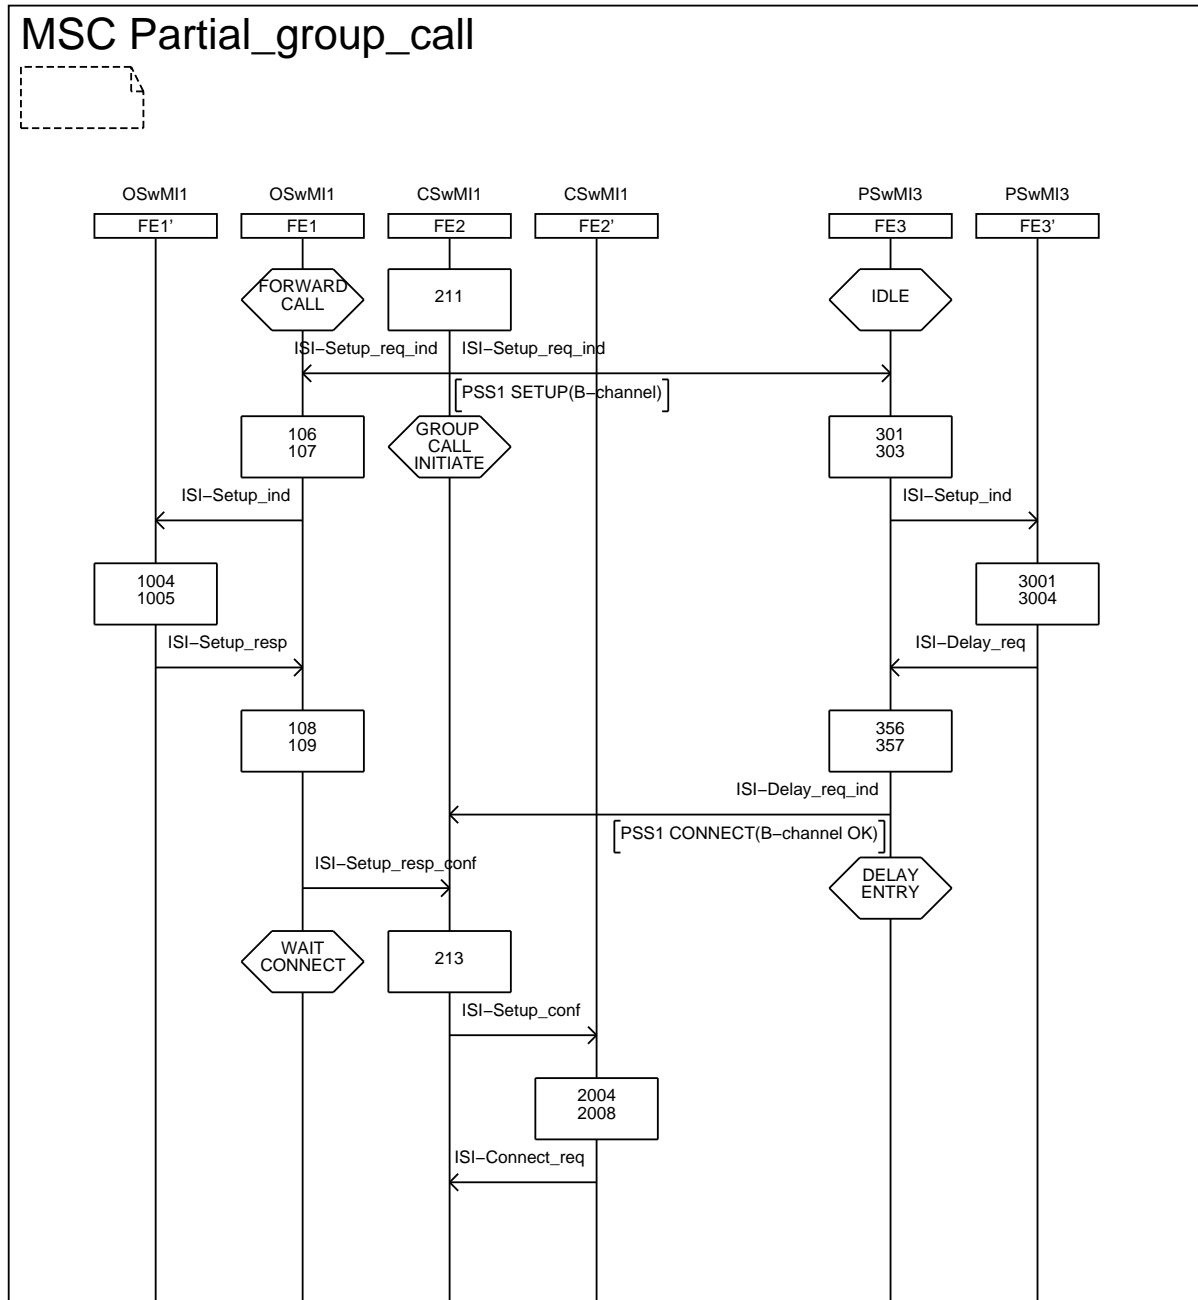 MSC Partial_group_call
OSwMI1 OSwMI1 CSwMI1 CSwMI1 PSwMI3 PSwMI3
FE1' FE1 FE2 FE2' FE3 FE3'
FORWARD
CALL
211
IDLE
ISI−Setup_req_ind ISI−Setup_req_ind
PSS1 SETUP(B−channel)
106
107
GROUP
CALL
INITIATE
301
303
ISI−Setup_ind ISI−Setup_ind
1004
1005
3001
3004
ISI−Setup_resp ISI−Delay_req
108
109
356
357
ISI−Delay_req_ind
PSS1 CONNECT(B−channel OK)
ISI−Setup_resp_conf
DELAY
ENTRY
WAIT
CONNECT
213
ISI−Setup_conf
2004
2008
ISI−Connect_req